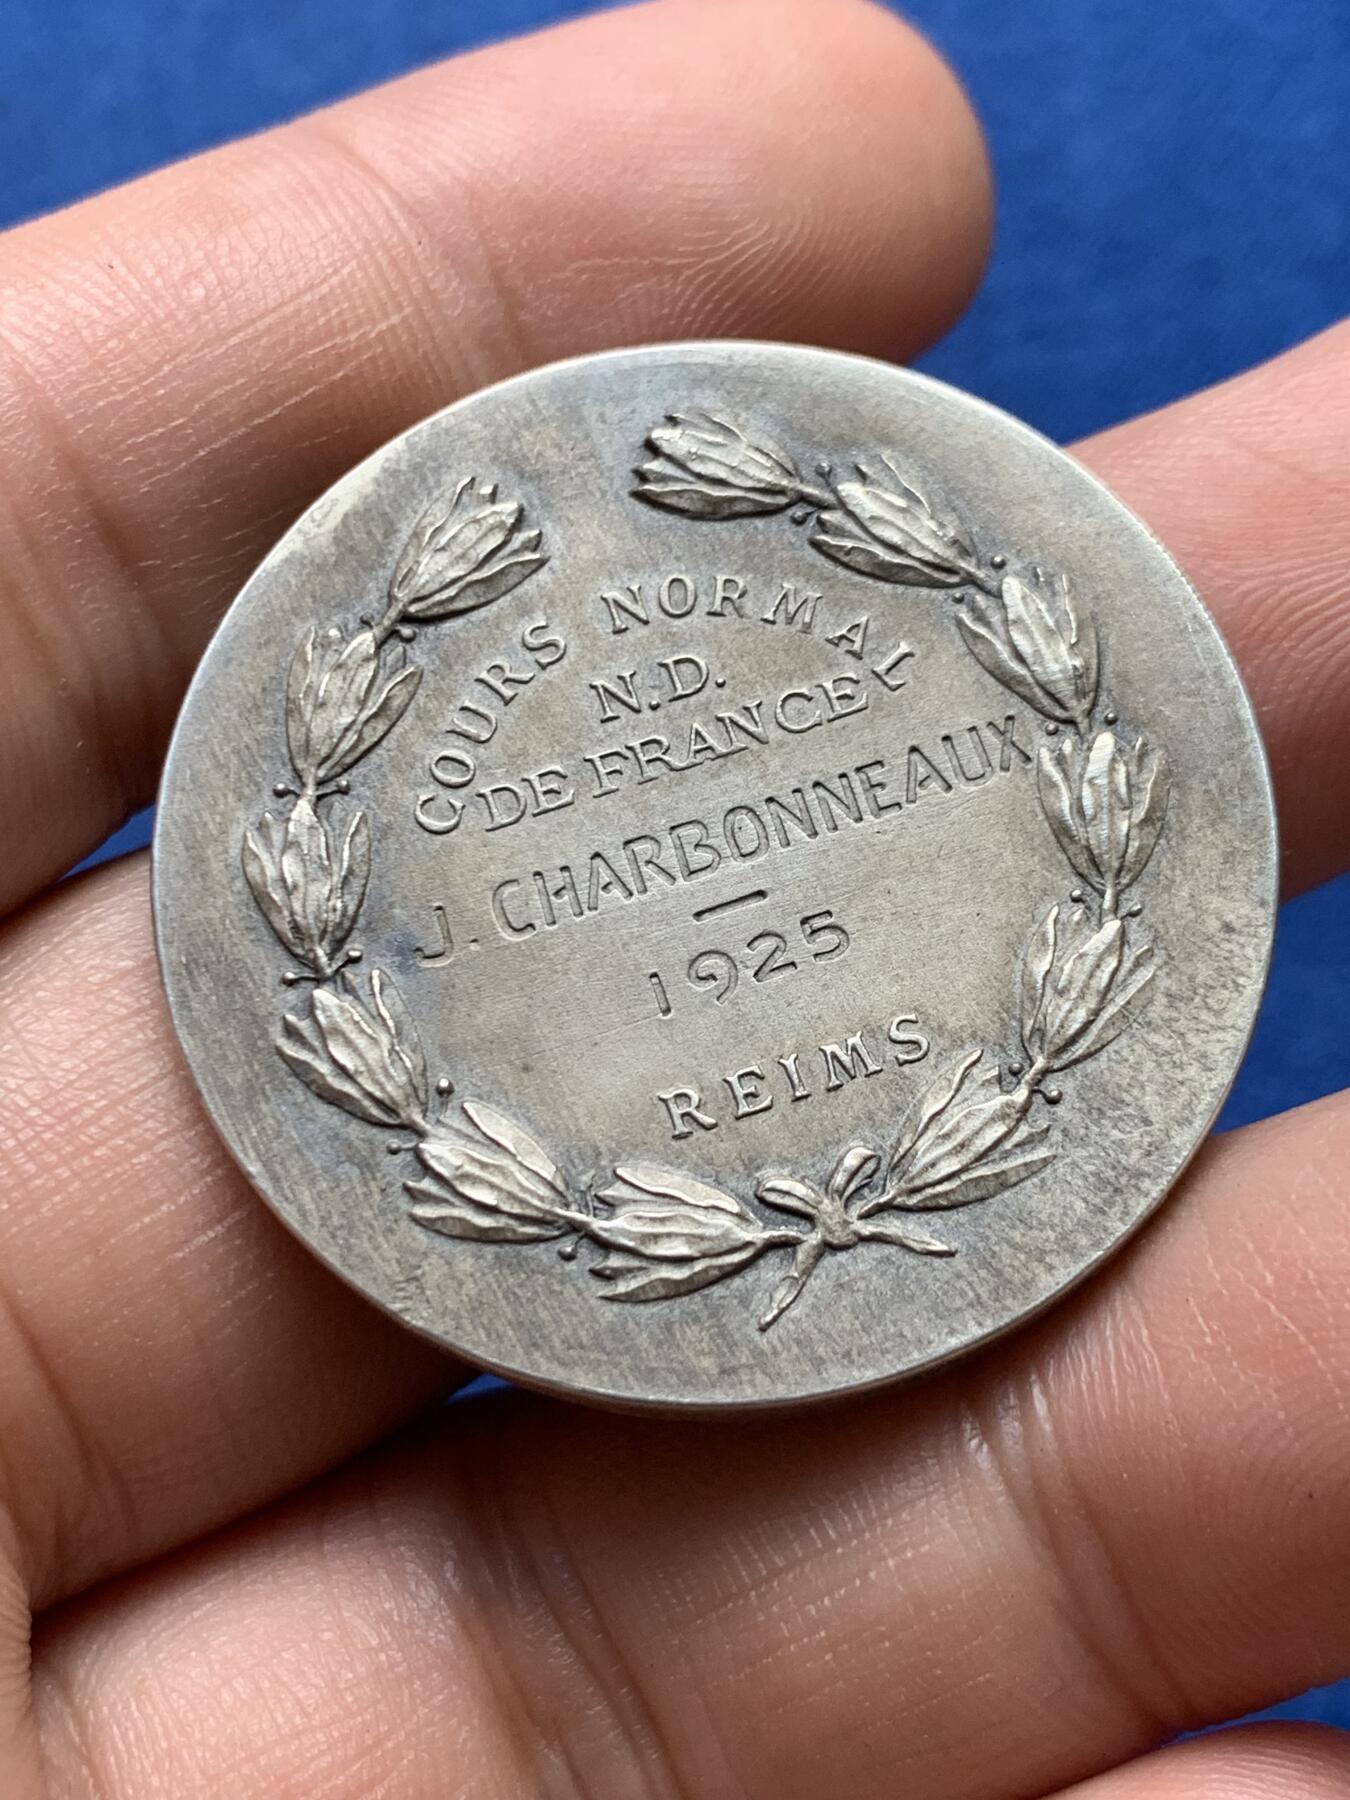 COURS NORMAL
N.D.
DE FRANCE
J. CHARBONNEAUX
—
1925
REIMS